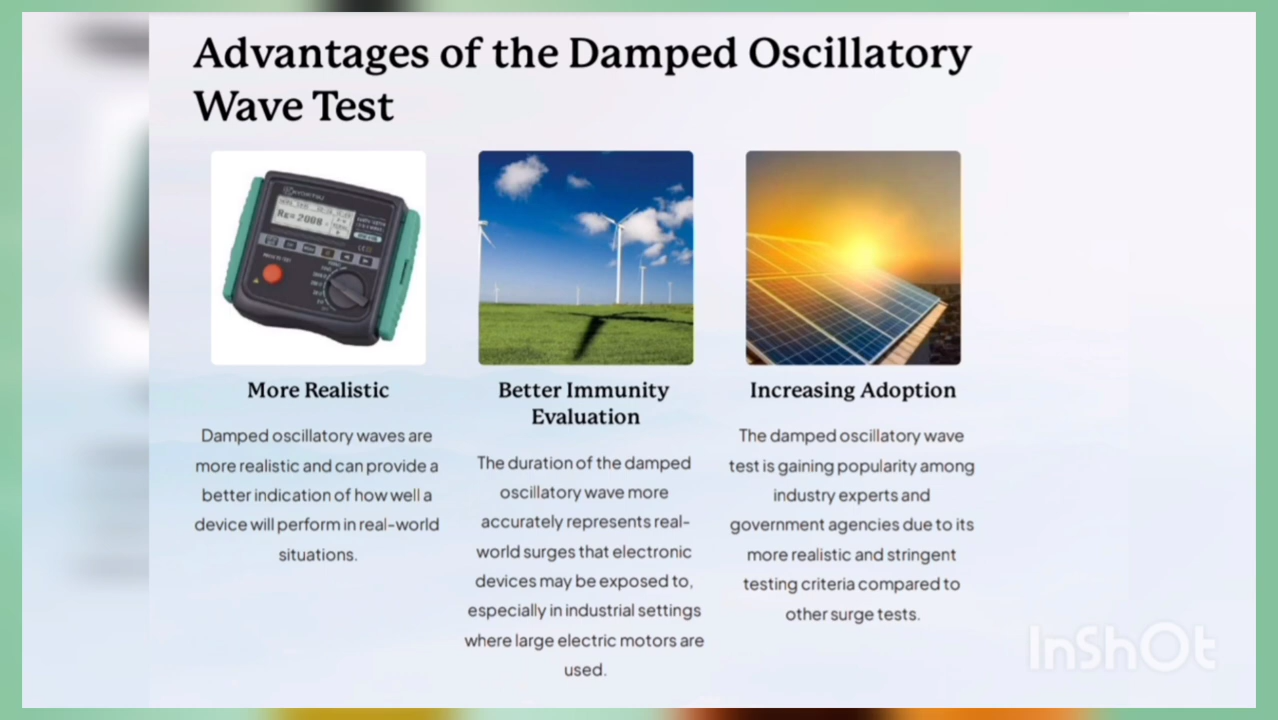 Advantages of the Damped Oscillatory
Wave Test
KYORITSU
More Realistic
Damped oscillatory waves are
more realistic and can provide a
better indication of how well a
device will perform in real-world
situations.
Better Immunity
Evaluation
The duration of the damped
oscillatory wave more
accurately represents real-
world surges that electronic
devices may be exposed to,
especially in industrial settings
where large electric motors are
used.
Increasing Adoption
The damped oscillatory wave
test is gaining popularity among
industry experts and
government agencies due to its
more realistic and stringent
testing criteria compared to
other surge tests.
InShOt